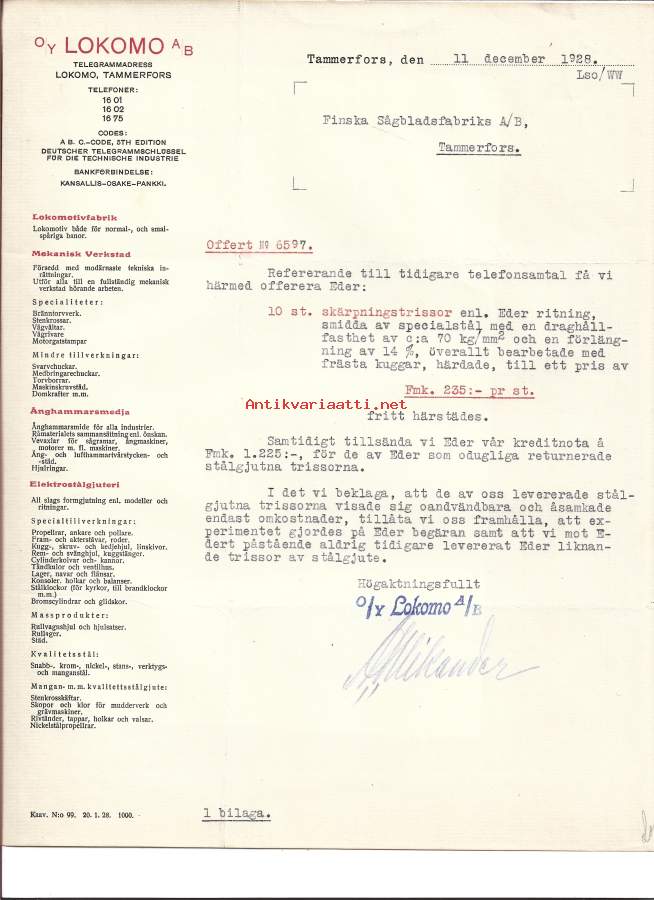 O/Y LOKOMO A/B
TELEGRAMMADRESS
LOKOMO, TAMMERFORS
TELEFONER:
16 01
16 02
16 75
CODES:
A B. C.-CODE, 5TH EDITION
DEUTSCHER TELEGRAMMSCHLÜSSEL
FÜR DIE TECHNISCHE INDUSTRIE
BANKFÖRBINDELSE:
KANSALLIS-OSAKE-PANKKI.
Tammerfors, den 11 december 1928.
Lso/WW
Finska Sågbladsfabriks A/B,
Tammerfors.
Lokomotivfabrik
Lokomotiv både för normal-, och smal-
spåriga banor.
Mekanisk Verkstad
Försedd med modärnaste tekniska in-
rättningar.
Utför alla till en fullständig mekanisk
verkstad hörande arbeten.
Specialiteter:
Bränntorvverk.
Stenkrossar.
Vägvältar.
Vägrivare
Motorgatstampar
Mindre tillverkningar:
Svarvchuckar.
Medbringarechuckar.
Torvborrar.
Maskinskruvstäd.
Domkrafter m.m.
Ånghammarsmedja
Ånghammarsmide för alla industrier.
Råmaterialets sammansättning enl. önskan.
Vevaxlar för sågramar, ångmaskiner,
motorer m. fl. maskiner.
Äng- och lufthammartvärstycken- och
-städ.
Hjulringar.
Elektrostålgjuteri
All slags formgjutning enl. modeller och
ritningar.
Specialtillverkningar:
Propellrar, ankare och pollare.
Fram- och akterstävar, roder.
Kugg-, skruv- och kedjehjul, linskivor.
Rem- och svänghjul, kuggstänger.
Cylinderkolvar och- kannor.
Tändkulor och ventilhus.
Lager, navar och flänsar.
Konsoler, holkar och balanser.
Stålklockor (för kyrkor, till brandklockor
m.m.)
Bromscylindrar och glidskor.
Massprodukter:
Rullvagnshjul och hjulsatser.
Rullager.
Städ.
Kvalitetsstål:
Snabb-, krom-, nickel-, stans-, verktygs-
och manganstål.
Mangan- m.m. kvalitettsstålgjute:
Stenkrosskäftar.
Skopor och klor för mudderverk och
grävmaskiner.
Rivtänder, tappar, holkar och valsar.
Nickelstålpropellrar.
Offert № 6597.
Refererande till tidigare telefonsamtal få vi
härmed offerera Eder:
10 st. skärpningstrissor enl. Eder ritning,
smidda av specialstål med en draghåll-
fasthet av c:a 70 kg/mm2 och en förläng-
ning av 14 %, överallt bearbetade med
frästa kuggar, härdade, till ett pris av
Fmk. 235:- pr st.
Antikvariaatti.net
fritt härstädes.
Samtidigt tillsända vi Eder vår kreditnota å
Fmk. 1.225:-, för de av Eder som odugliga returnerade
stålgjutna trissorna.
I det vi beklaga, att de av oss levererade stål-
gjutna trissorna visade sig oandvändbara och åsamkade
endast omkostnader, tillåta vi oss framhålla, att ex-
perimentet gjordes på Eder begäran samt att vi mot E-
dert påstående aldrig tidigare levererat Eder liknan-
de trissor av stålgjute.
Högaktningsfullt
O/Y Lokomo A/B
Kırav. N:o 99. 20. 1. 28. 1000.
1 bilaga.